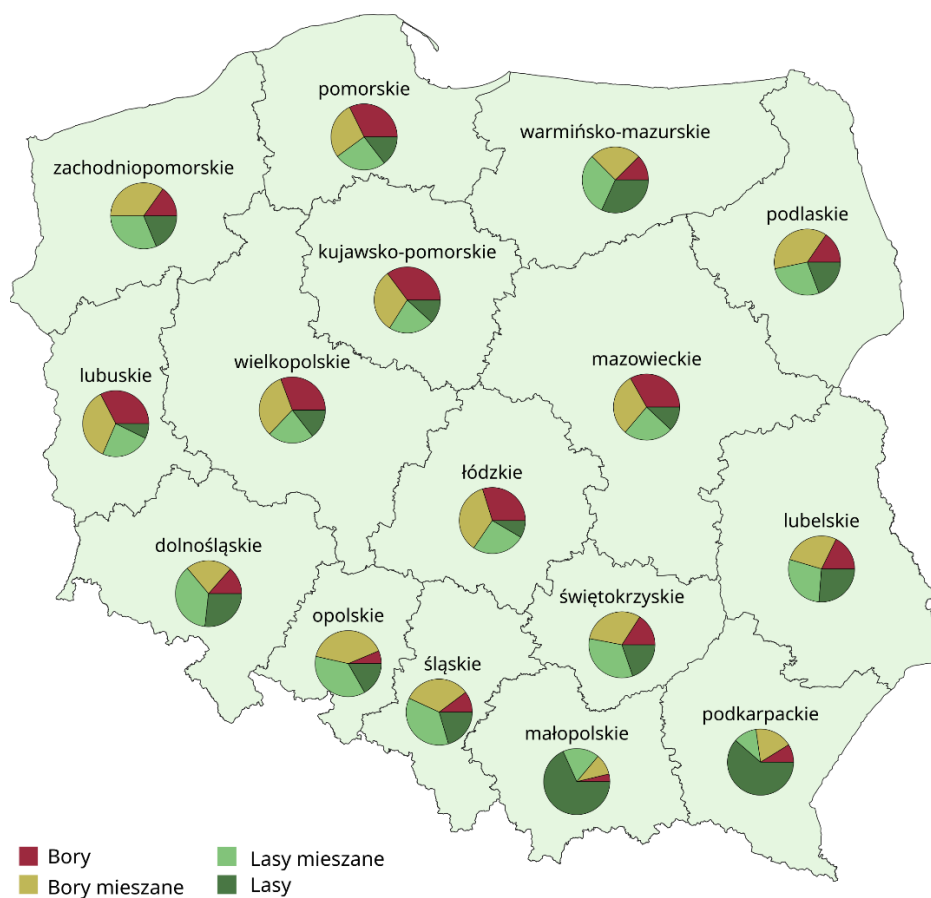 pomorskie
warmińsko-mazurskie
zachodniopomorskie
podlaskie
kujawsko-pomorskie
lubuskie
wielkopolskie
mazowieckie
łódzkie
lubelskie
dolnośląskie
opolskie
świętokrzyskie
śląskie
małopolskie
podkarpackie
Bory
Bory mieszane
Lasy mieszane
Lasy